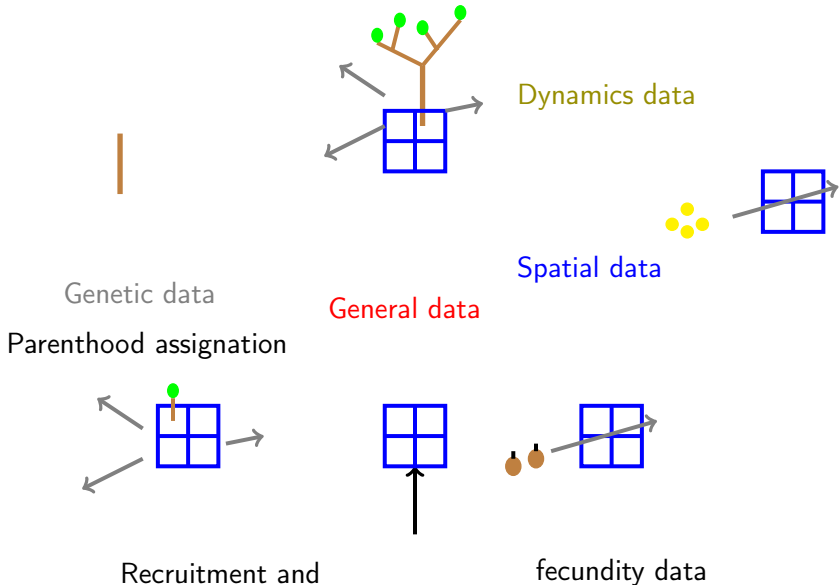 Dynamics data
Spatial data
Genetic data
General data
Parenthood assignation
Recruitment and
fecundity data